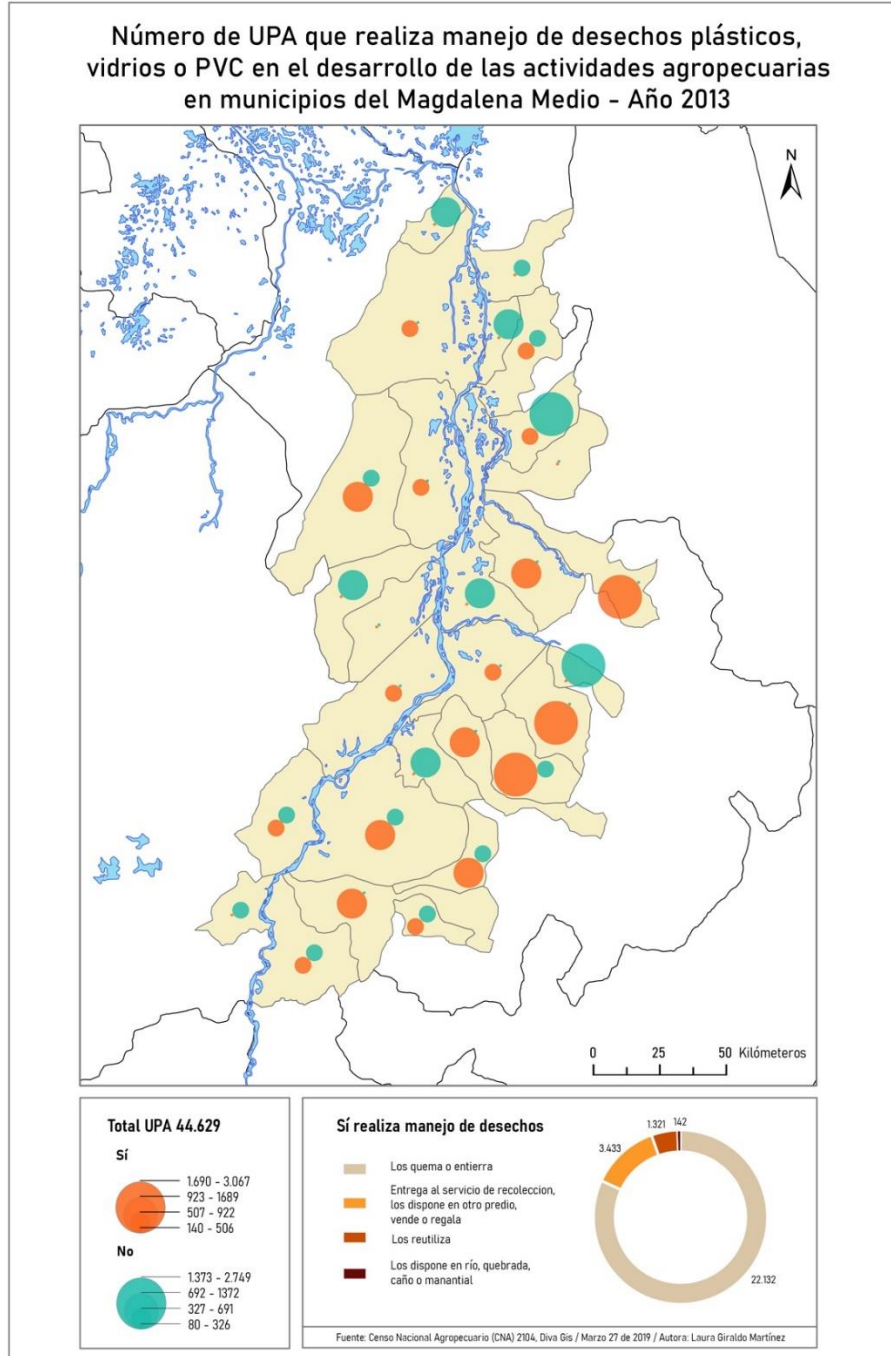 Número de UPA que realiza manejo de desechos plásticos,
vidrios o PVC en el desarrollo de las actividades agropecuarias
en municipios del Magdalena Medio - Año 2013
N
0 25 50 Kilómeteros
Total UPA 44.629
Sí
1.690 - 3.067
923 - 1689
507 - 922
140 - 506
No
1.373 - 2.749
692 - 1372
327 - 691
80 - 326
Sí realiza manejo de desechos
Los quema o entierra
Entrega al servicio de recoleccion,
los dispone en otro predio,
vende o regala
Los reutiliza
Los dispone en río, quebrada,
caño o manantial
142
1.321
3.433
22.132
Fuente: Censo Nacional Agropecuario (CNA) 2104, Diva Gis / Marzo 27 de 2019 / Autora: Laura Giraldo Martínez